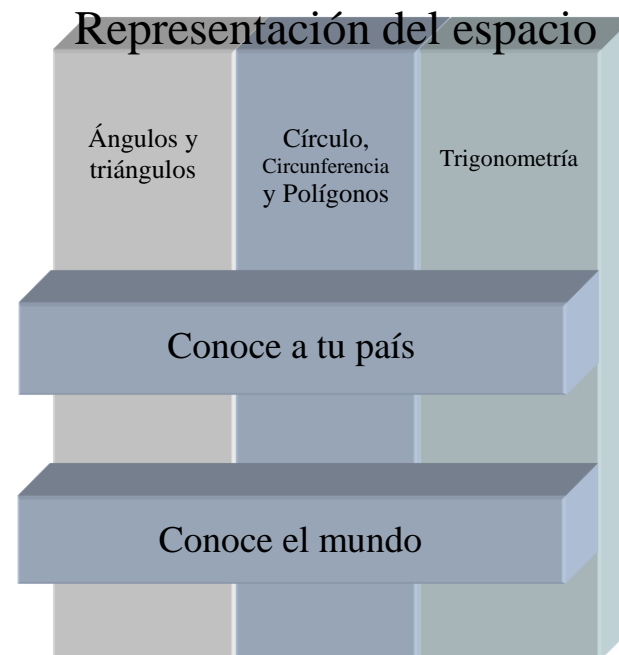 Representación del espacio
Ángulos y
triángulos
Círculo,
Circunferencia
y Polígonos
Trigonometría
Conoce a tu país
Conoce el mundo